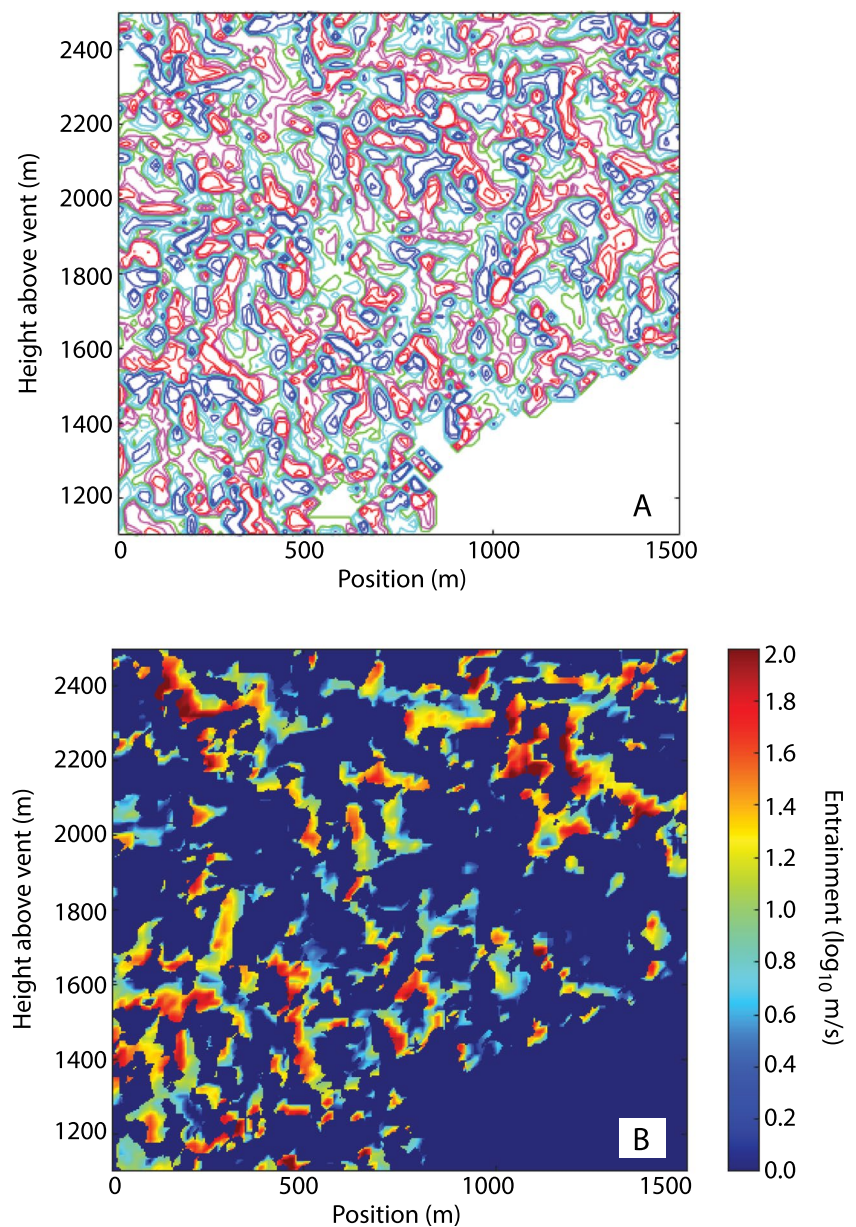 2400
2200
2000
1800
1600
1400
1200
Height above vent (m)
A
0 500 1000 1500
Position (m)
2400
2200
2000
1800
1600
1400
1200
Height above vent (m)
B
0 500 1000 1500
Position (m)
2.0
1.8
1.6
1.4
1.2
1.0
0.8
0.6
0.4
0.2
0.0
Entrainment (log10 m/s)